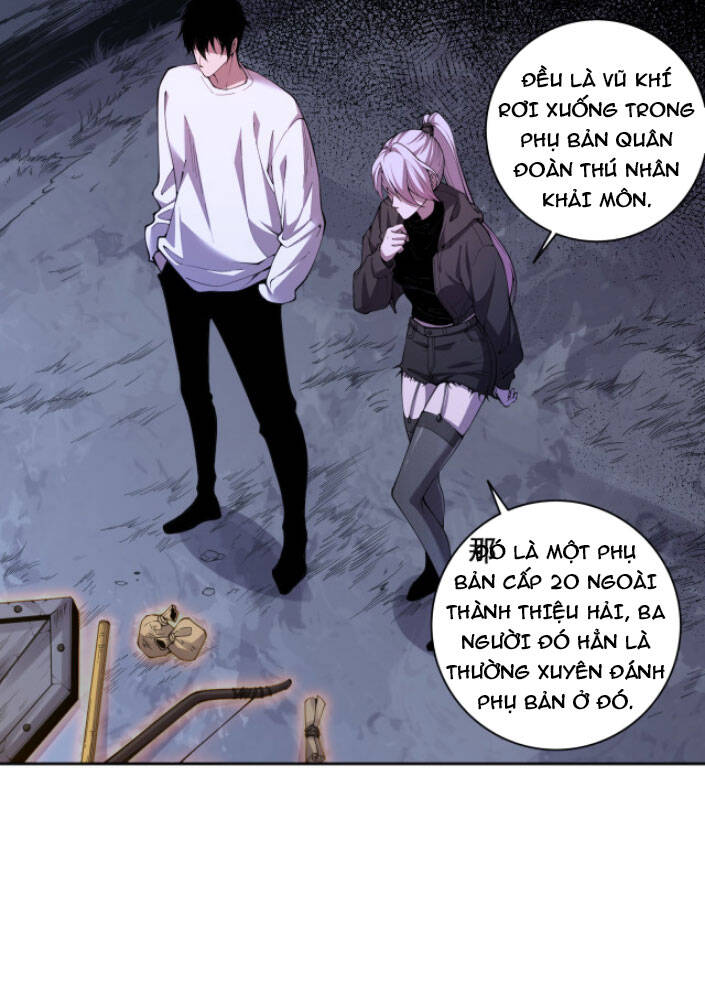 ĐỀU LÀ VŨ KHÍ
RƠI XUỐNG TRONG
PHỤ BẢN QUÂN
ĐOÀN THÚ NHÂN
KHẢI MÔN.
那ĐÓ LÀ MỘT PHỤ
BẢN CẤP 20 NGOÀI
THÀNH THIỆU HẢI, BA
NGƯỜI ĐÓ HẲN LÀ
THƯỜNG XUYÊN ĐÁNH
PHỤ BẢN Ở ĐÓ.